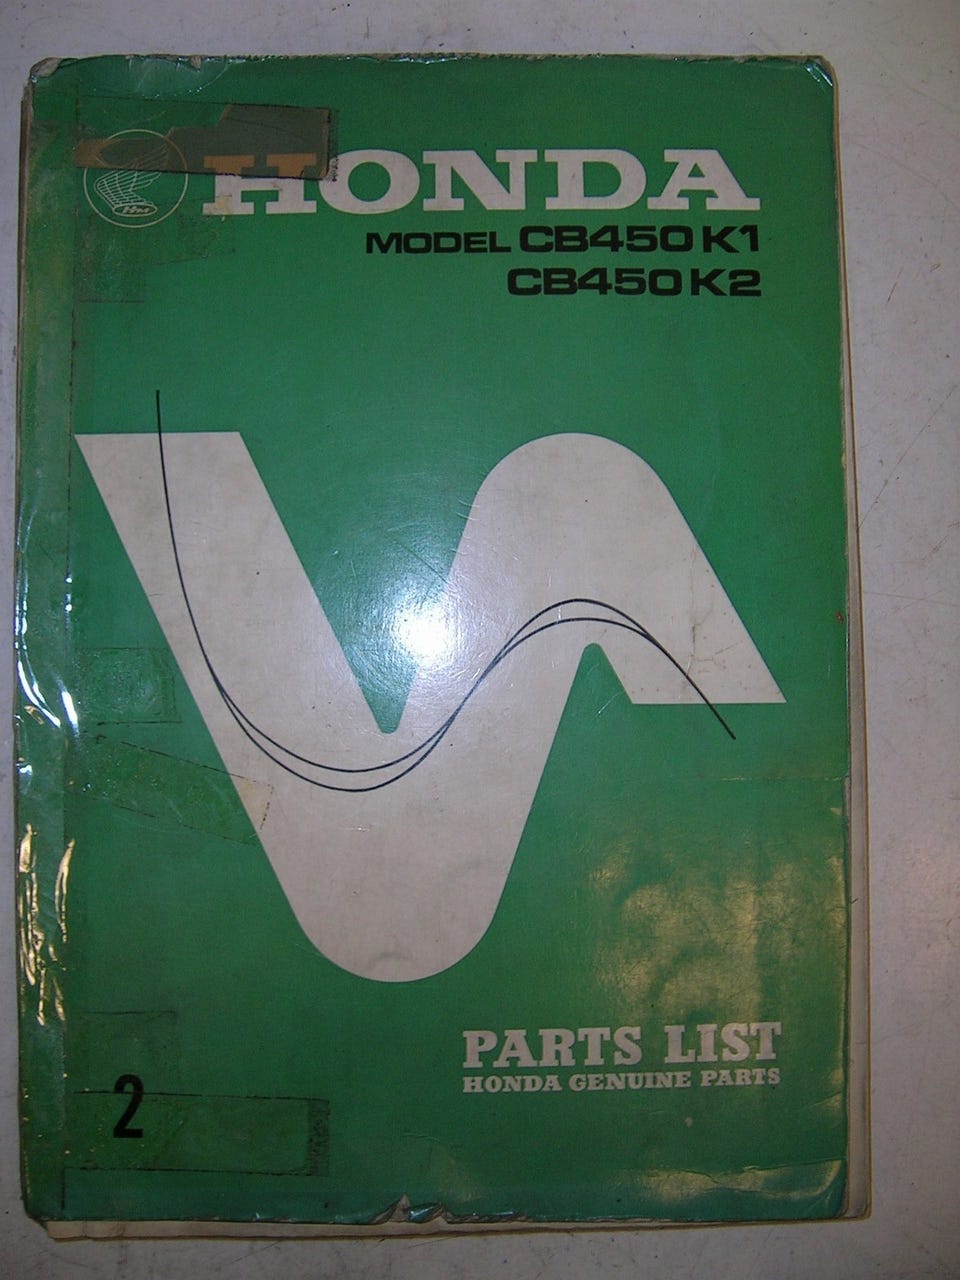 HONDA
MODEL CB450 K1
CB450 K2
PARTS LIST
HONDA GENUINE PARTS
2